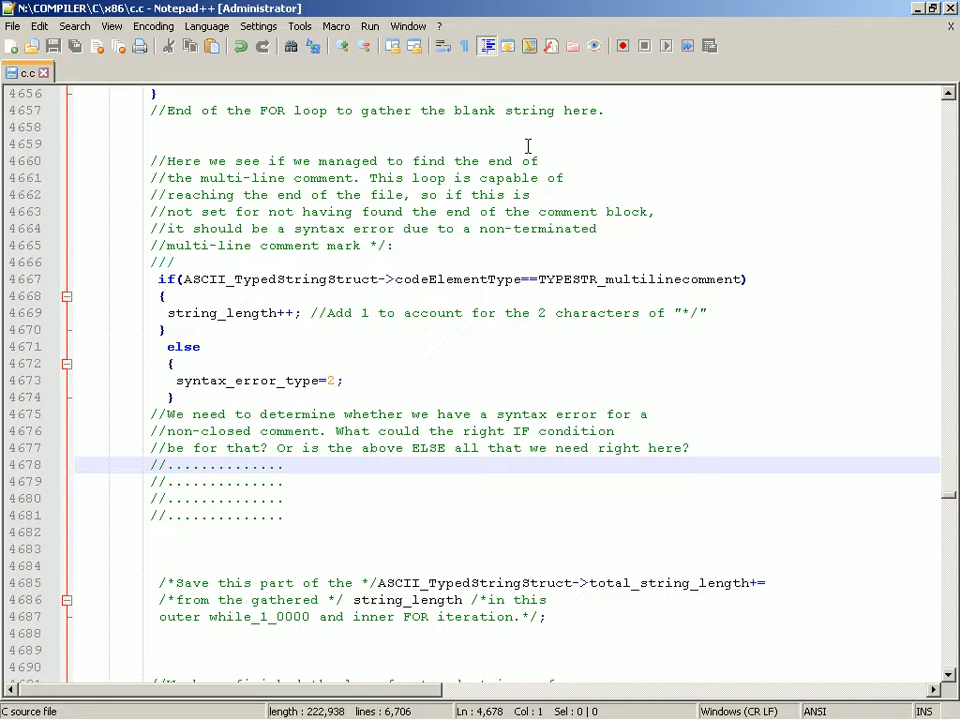 N:\COMPILER\C\x86\c.c - Notepad++ [Administrator]
File Edit Search View Encoding Language Settings Tools Macro Run Window ?
X
c.c
4656 }
4657 //End of the FOR loop to gather the blank string here.
4658
4659
4660 //Here we see if we managed to find the end of
4661 //the multi-line comment. This loop is capable of
4662 //reaching the end of the file, so if this is
4663 //not set for not having found the end of the comment block,
4664 //it should be a syntax error due to a non-terminated
4665 //multi-line comment mark */:
4666 ///
4667 if(ASCII_TypedStringStruct->codeElementType==TYPESTR_multilinecomment)
4668 {
4669 string_length++; //Add 1 to account for the 2 characters of "*/"
4670 }
4671 else
4672 {
4673 syntax_error_type=2;
4674 }
4675 //We need to determine whether we have a syntax error for a
4676 //non-closed comment. What could the right IF condition
4677 //be for that? Or is the above ELSE all that we need right here?
4678 //..............
4679 //..............
4680 //..............
4681 //..............
4682
4683
4684
4685 /*Save this part of the */ASCII_TypedStringStruct->total_string_length+=
4686 /*from the gathered */ string_length /*in this
4687 outer while_1_0000 and inner FOR iteration.*/;
4688
4689
4690
C source file length : 222,938 lines : 6,706 Ln : 4,678 Col : 1 Sel : 0 | 0 Windows (CR LF) ANSI INS